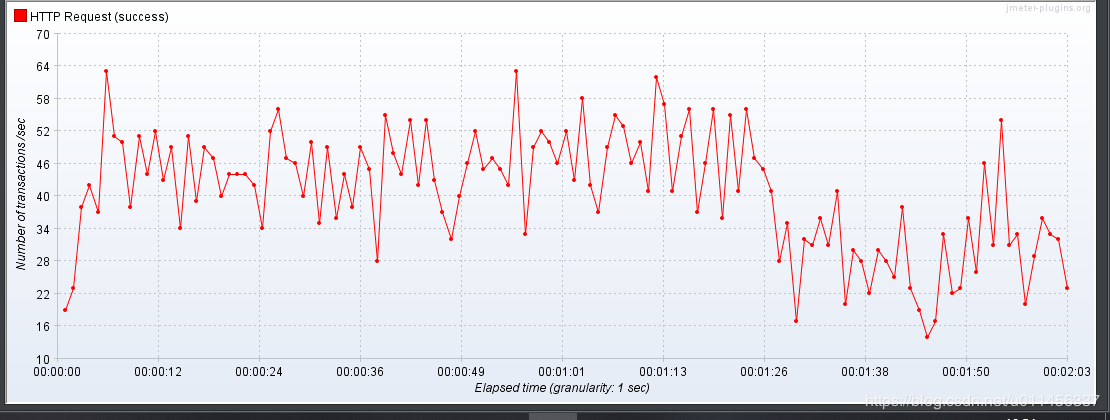 jmeter-plugins.org
HTTP Request (success)
70
64
58
52
46
40
34
28
22
16
10
Number of transactions /sec
00:00:00 00:00:12 00:00:24 00:00:36 00:00:49 00:01:01 00:01:13 00:01:26 00:01:38 00:01:50 00:02:03
Elapsed time (granularity: 1 sec)